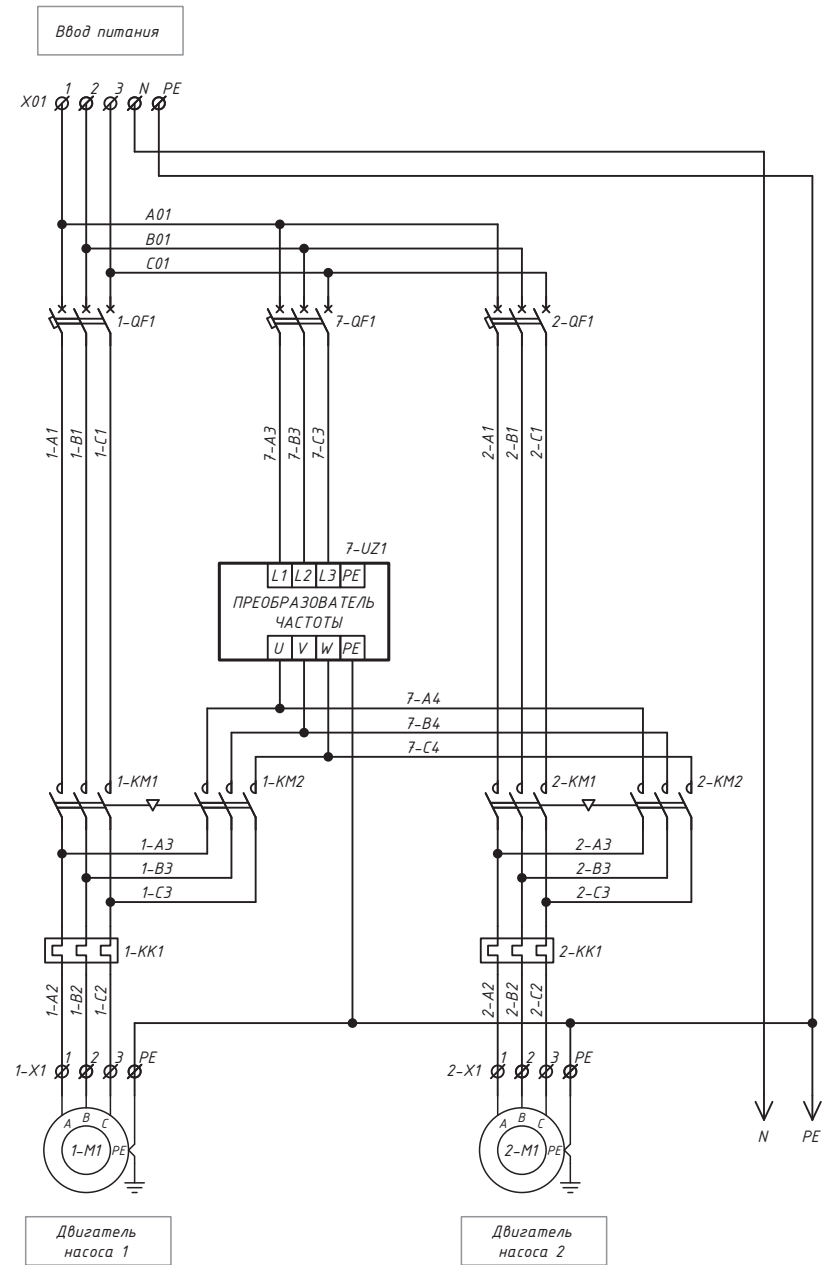 Ввод питания
1 2 3 N PE
X01
A01
B01
C01
1-QF1 7-QF1 2-QF1
1-A1 1-B1 1-C1 7-A3 7-B3 7-C3 2-A1 2-B1 2-C1
7-UZ1
L1 L2 L3 PE
ПРЕОБРАЗОВАТЕЛЬ
ЧАСТОТЫ
U V W PE
7-A4
7-B4
7-C4
1-KM1 1-KM2 2-KM1 2-KM2
1-A3 2-A3
1-B3 2-B3
1-C3 2-C3
1-KK1 2-KK1
1-A2 1-B2 1-C2 2-A2 2-B2 2-C2
1 2 3 PE 1 2 3 PE
1-X1 2-X1
A B C A B C
1-M1 PE 2-M1 PE
N PE
Двигатель
насоса 1
Двигатель
насоса 2